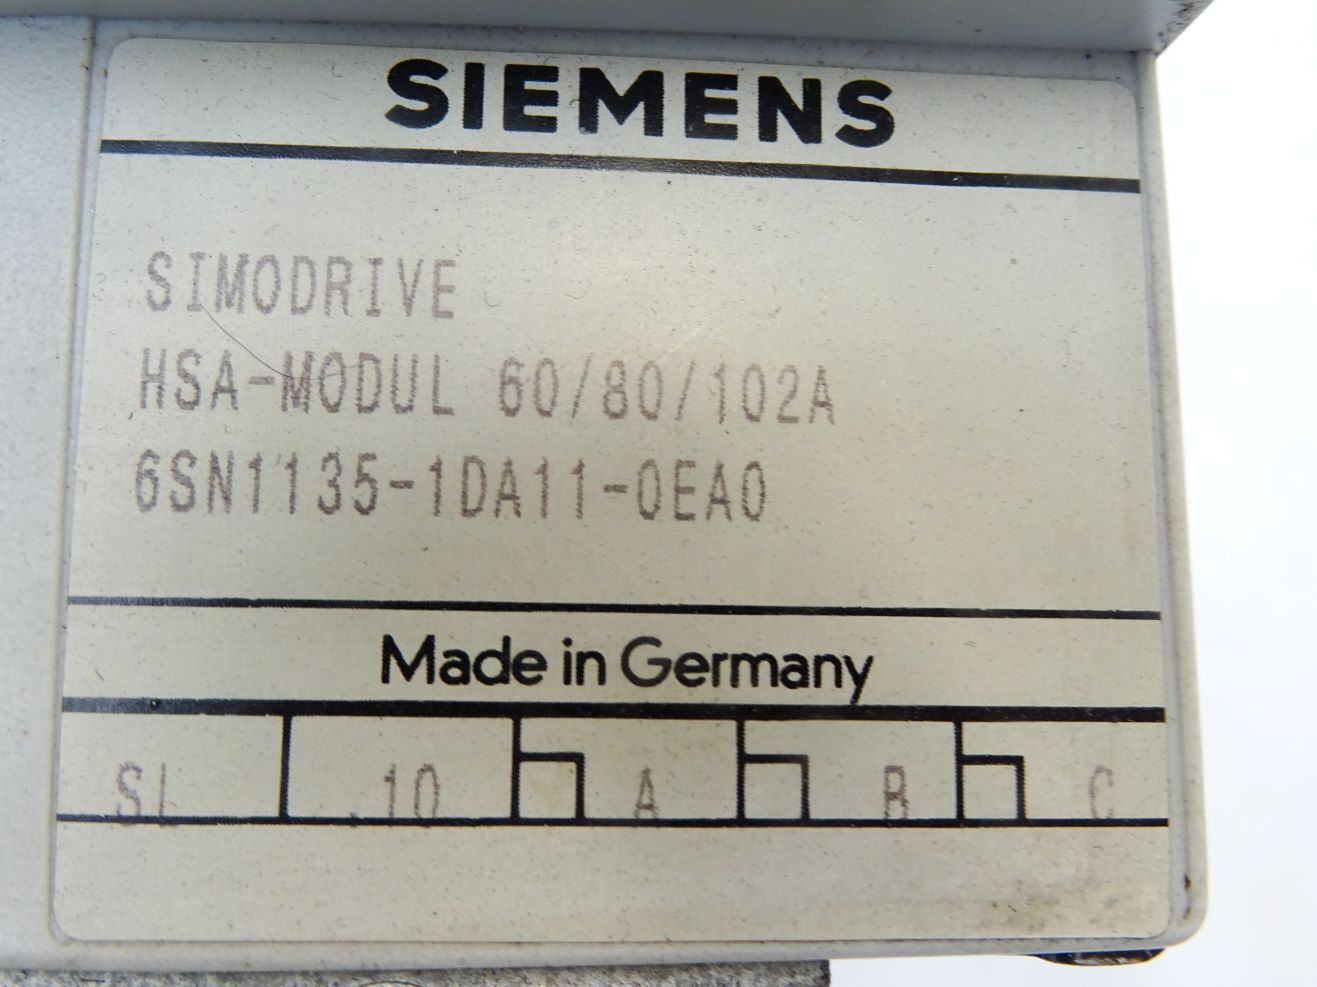 SIEMENS
SIMODRIVE
HSA-MODUL 60/80/102A
6SN1135-1DA11-0EA0
Made in Germany
SL .10 A B C